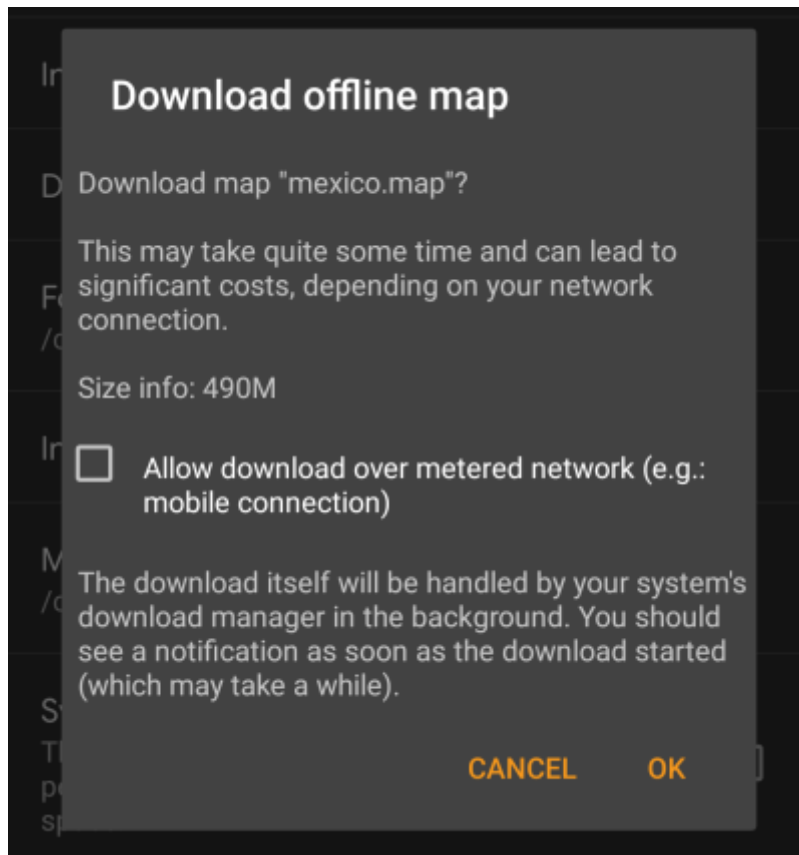 Download offline map
Download map "mexico.map"?
This may take quite some time and can lead to
significant costs, depending on your network
connection.
Size info: 490M
Allow download over metered network (e.g.:
mobile connection)
The download itself will be handled by your system's
download manager in the background. You should
see a notification as soon as the download started
(which may take a while).
CANCEL OK